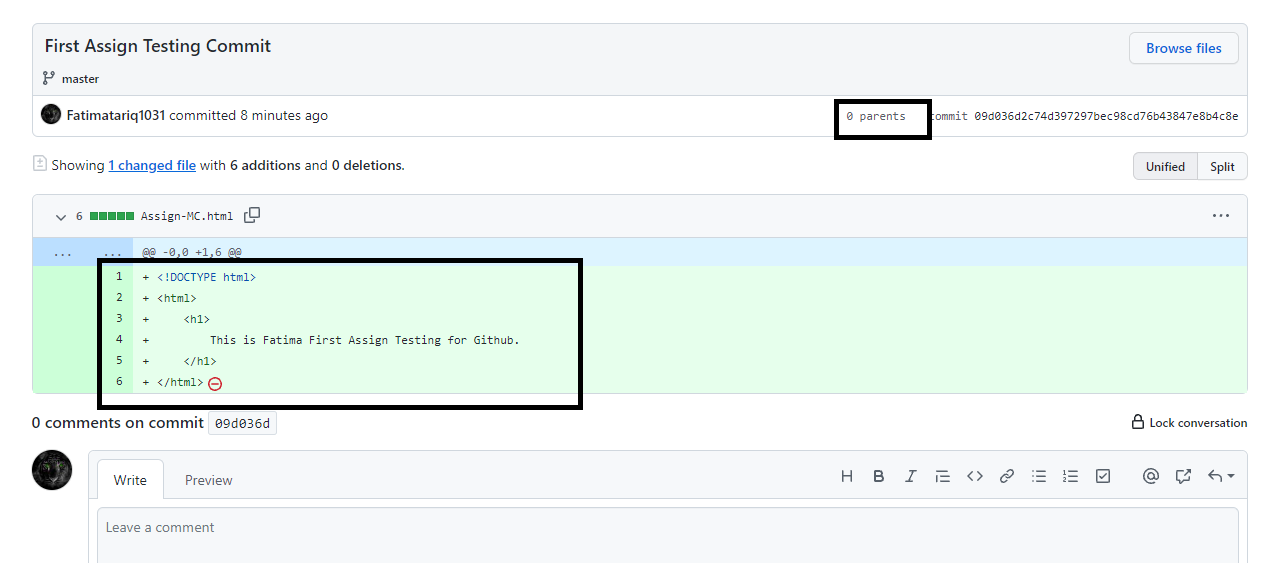 First Assign Testing Commit
Browse files
master
Fatimatariq1031 committed 8 minutes ago 0 parents commit 09d036d2c74d397297bec98cd76b43847e8b4c8e
Showing 1 changed file with 6 additions and 0 deletions.
Unified Split
6 Assign-MC.html ...
... ... @@ -0,0 +1,6 @@
1 + <!DOCTYPE html>
2 + <html>
3 + <h1>
4 + This is Fatima First Assign Testing for Github.
5 + </h1>
6 + </html>
0 comments on commit 09d036d Lock conversation
Write Preview
Leave a comment